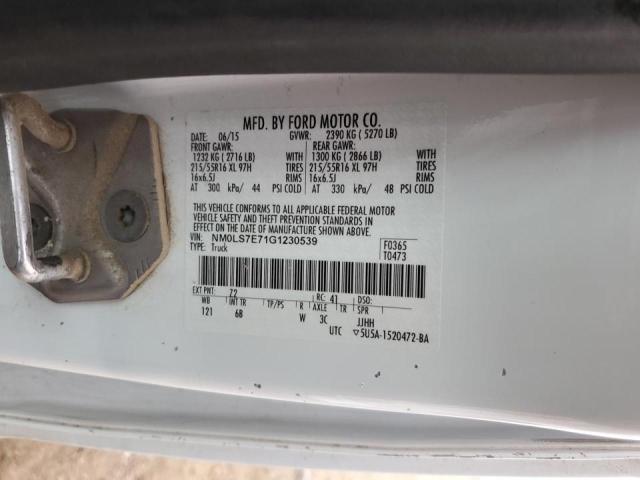 MFD. BY FORD MOTOR CO.
DATE: 06/15 GVWR: 2390 KG ( 5270 LB)
FRONT GAWR: REAR GAWR:
1232 KG ( 2716 LB) WITH 1300 KG ( 2866 LB) WITH
215/55R16 XL 97H TIRES 215/55R16 XL 97H TIRES
16x6.5J RIMS 16x6.5J RIMS
AT 300 kPa/ 44 PSI COLD AT 330 kPa/ 48 PSI COLD
THIS VEHICLE CONFORMS TO ALL APPLICABLE FEDERAL MOTOR
VEHICLE SAFETY AND THEFT PREVENTION STANDARDS IN
EFFECT ON THE DATE OF MANUFACTURE SHOWN ABOVE.
VIN: NM0LS7E71G1230539 F0365
TYPE: Truck T0473
EXT PNT: Z2 RC: 41 DSO:
WB INT TR TP/PS R AXLE TR SPR
121 6B W 3C JJHH
UTC ▽5U5A-1520472-BA